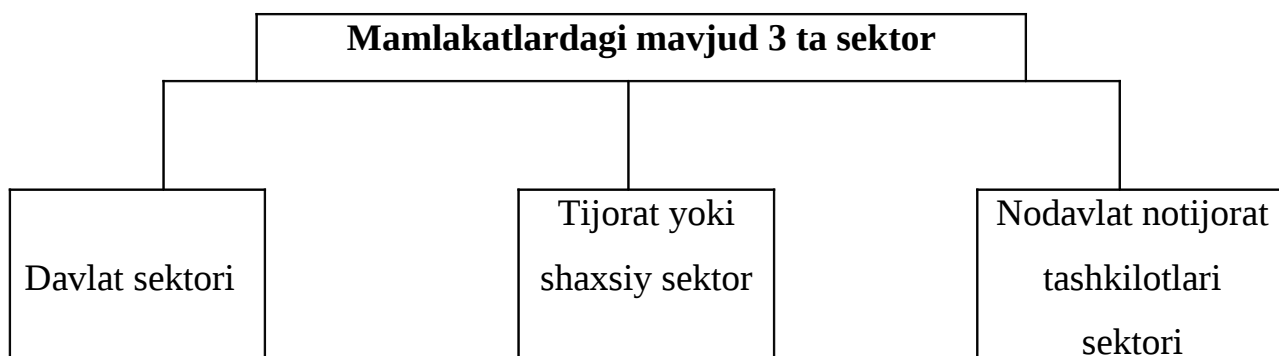 Mamlakatlardagi mavjud 3 ta sektor
Davlat sektori
Tijorat yoki
shaxsiy sektor
Nodavlat notijorat
tashkilotlari
sektori